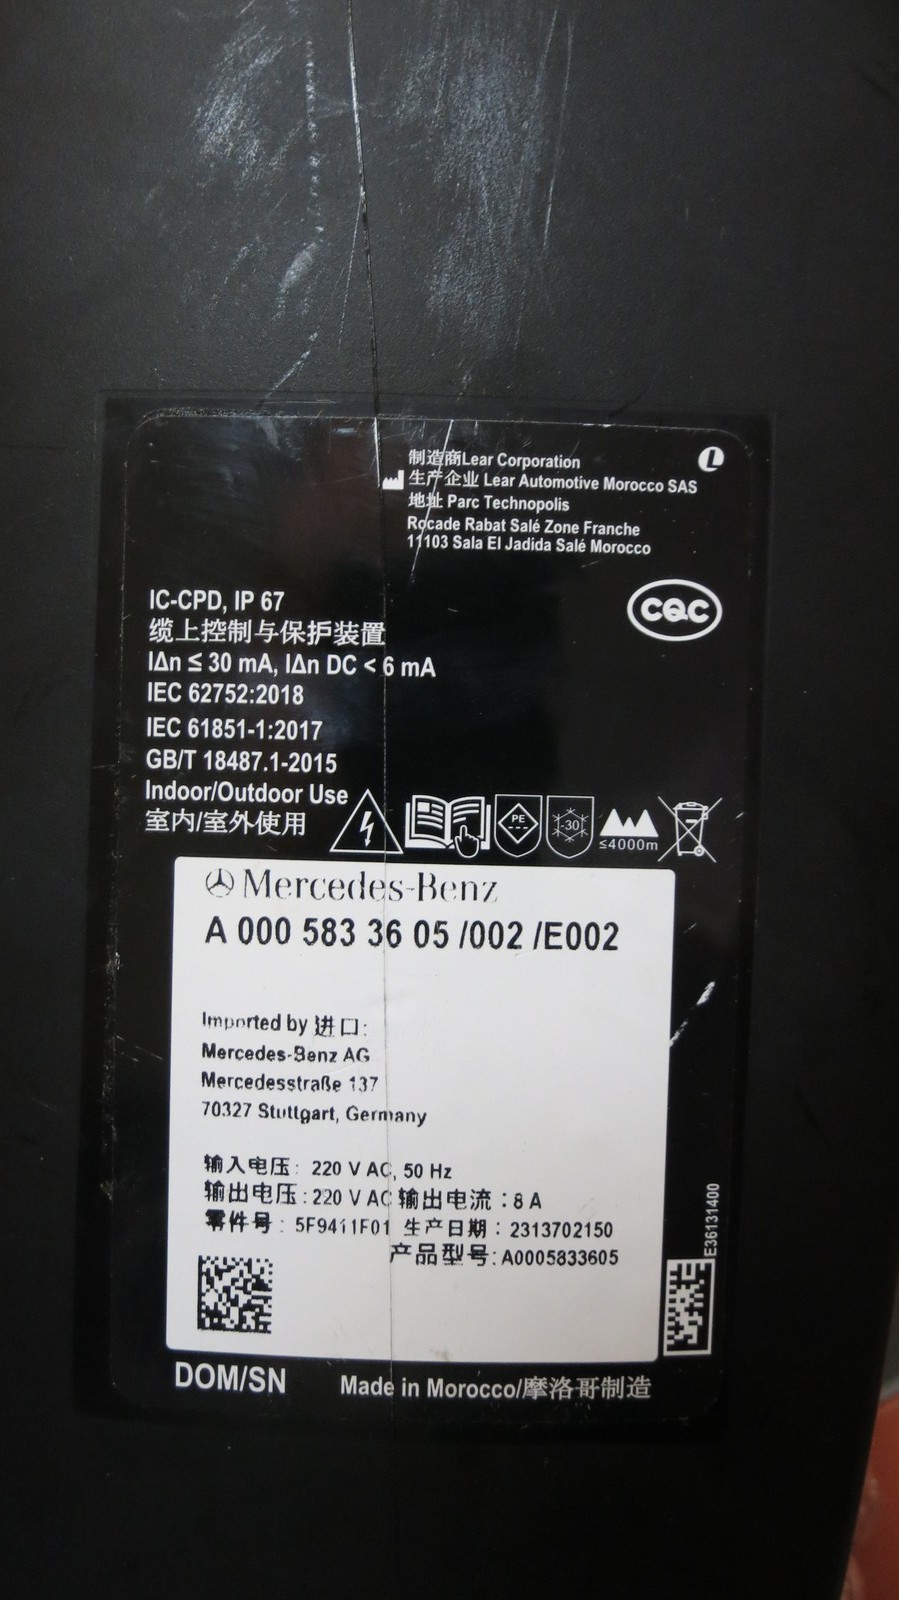 制造商Lear Corporation
生产企业 Lear Automotive Morocco SAS
地址 Parc Technopolis
Rocade Rabat Salé Zone Franche
11103 Sala El Jadida Salé Morocco
L
CQC
IC-CPD, IP 67
缆上控制与保护装置
IΔn ≤ 30 mA, IΔn DC < 6 mA
IEC 62752:2018
IEC 61851-1:2017
GB/T 18487.1-2015
Indoor/Outdoor Use
室内/室外使用
PE
-30
≤4000m
Mercedes-Benz
A 000 583 36 05 /002 /E002
Imported by 进口:
Mercedes-Benz AG
Mercedesstraße 137
70327 Stuttgart, Germany
输入电压: 220 V AC, 50 Hz
输出电压:220 V AC 输出电流:8 A
零件号: 5F9411F01 生产日期: 2313702150
产品型号: A0005833605
E36131400
DOM/SN
Made in Morocco/摩洛哥制造